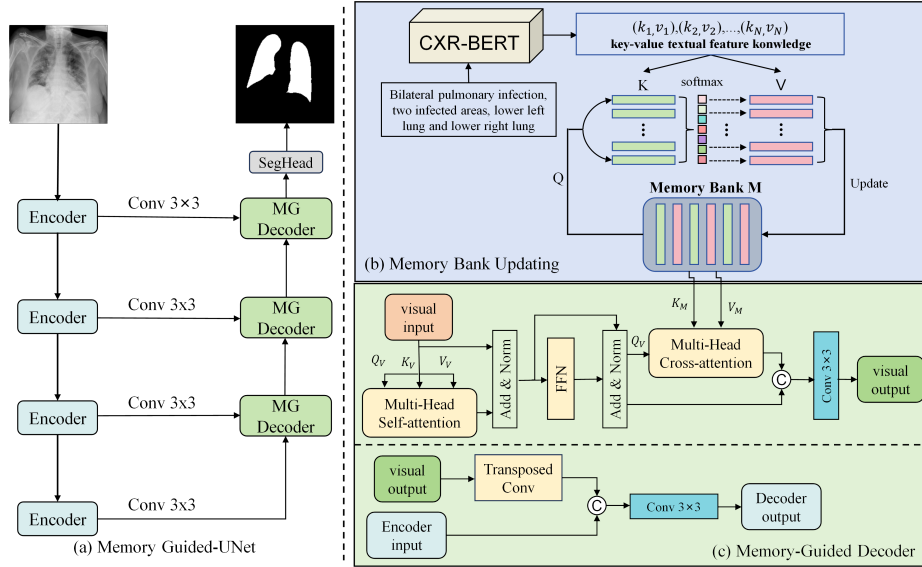 SegHead
Encoder
Conv 3×3
MG
Decoder
Encoder
Conv 3x3
MG
Decoder
Encoder
Conv 3x3
MG
Decoder
Encoder
Conv 3x3
(a) Memory Guided-UNet
CXR-BERT
(k1,v1),(k2,v2),...,(kN,vN)
key-value textual feature konwledge
Bilateral pulmonary infection,
two infected areas, lower left
lung and lower right lung
K
softmax
V
Q
Update
Memory Bank M
(b) Memory Bank Updating
KM
VM
visual
input
QV
KV
VV
Multi-Head
Self-attention
Add & Norm
FFN
Add & Norm
QV
Multi-Head
Cross-attention
C
Conv 3×3
visual
output
visual
output
Transposed
Conv
Encoder
input
C
Conv 3×3
Decoder
output
(c) Memory-Guided Decoder